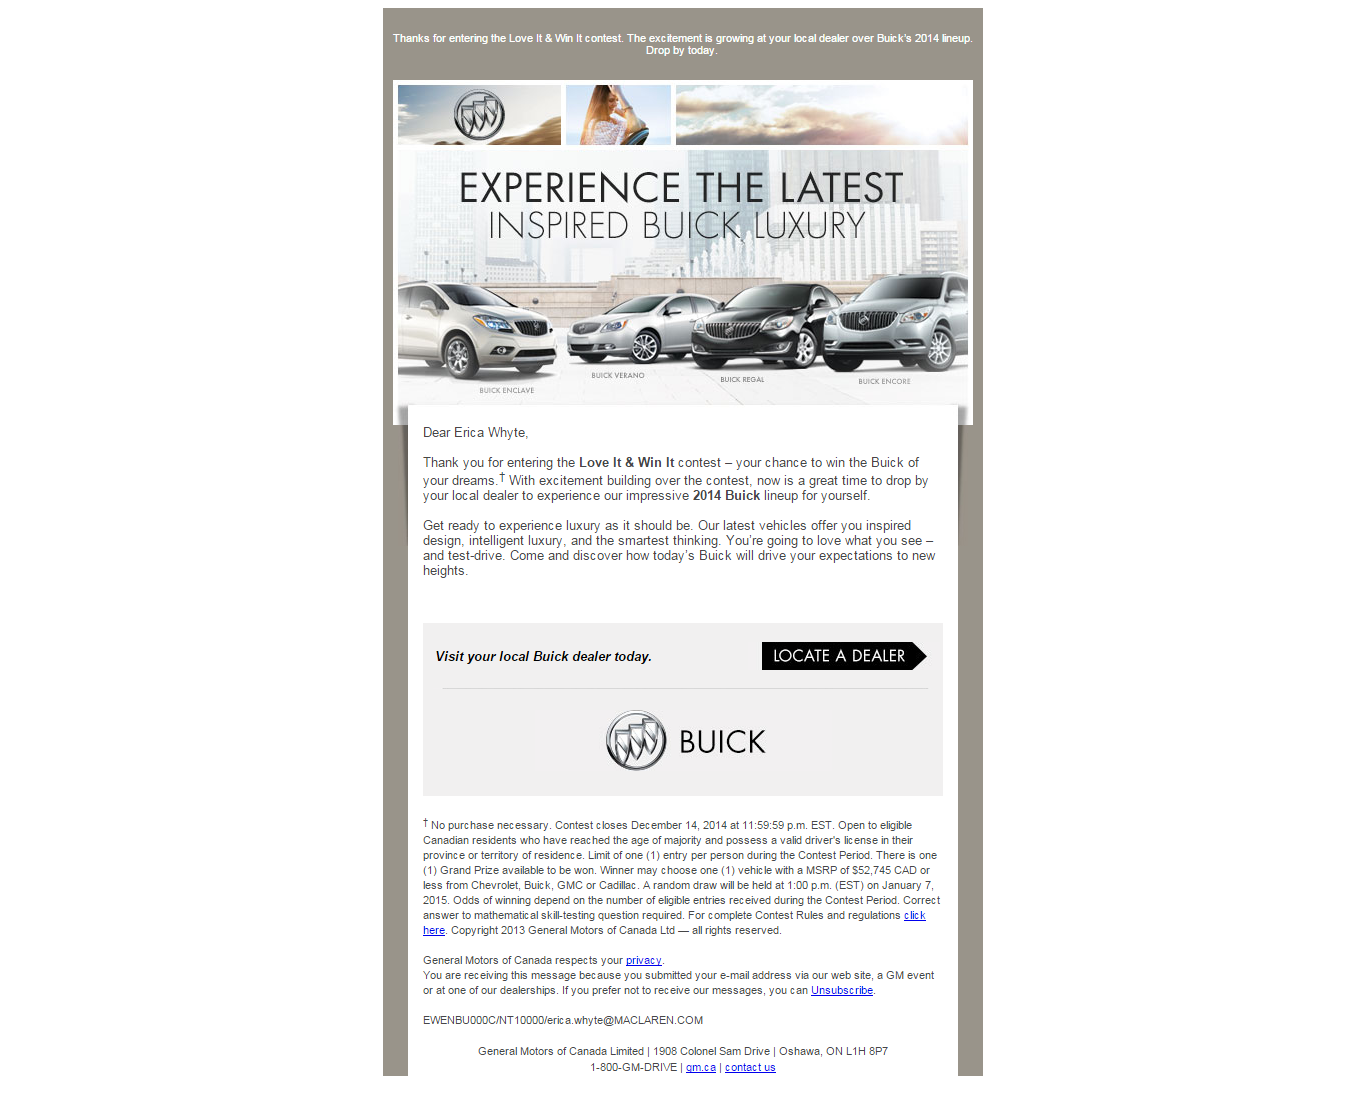 Thanks for entering the Love It & Win It contest. The excitement is growing at your local dealer over Buick's 2014 lineup.
Drop by today.
EXPERIENCE THE LATEST
INSPIRED BUICK LUXURY
BUICK ENCLAVE
BUICK VERANO
BUICK REGAL
BUICK ENCORE
Dear Erica Whyte,
Thank you for entering the Love It & Win It contest – your chance to win the Buick of
your dreams.† With excitement building over the contest, now is a great time to drop by
your local dealer to experience our impressive 2014 Buick lineup for yourself.
Get ready to experience luxury as it should be. Our latest vehicles offer you inspired
design, intelligent luxury, and the smartest thinking. You’re going to love what you see –
and test-drive. Come and discover how today’s Buick will drive your expectations to new
heights.
Visit your local Buick dealer today.
LOCATE A DEALER
BUICK
† No purchase necessary. Contest closes December 14, 2014 at 11:59:59 p.m. EST. Open to eligible
Canadian residents who have reached the age of majority and possess a valid driver's license in their
province or territory of residence. Limit of one (1) entry per person during the Contest Period. There is one
(1) Grand Prize available to be won. Winner may choose one (1) vehicle with a MSRP of $52,745 CAD or
less from Chevrolet, Buick, GMC or Cadillac. A random draw will be held at 1:00 p.m. (EST) on January 7,
2015. Odds of winning depend on the number of eligible entries received during the Contest Period. Correct
answer to mathematical skill-testing question required. For complete Contest Rules and regulations click
here. Copyright 2013 General Motors of Canada Ltd — all rights reserved.
General Motors of Canada respects your privacy.
You are receiving this message because you submitted your e-mail address via our web site, a GM event
or at one of our dealerships. If you prefer not to receive our messages, you can Unsubscribe.
EWENBU000C/NT10000/erica.whyte@MACLAREN.COM
General Motors of Canada Limited | 1908 Colonel Sam Drive | Oshawa, ON L1H 8P7
1-800-GM-DRIVE | gm.ca | contact us